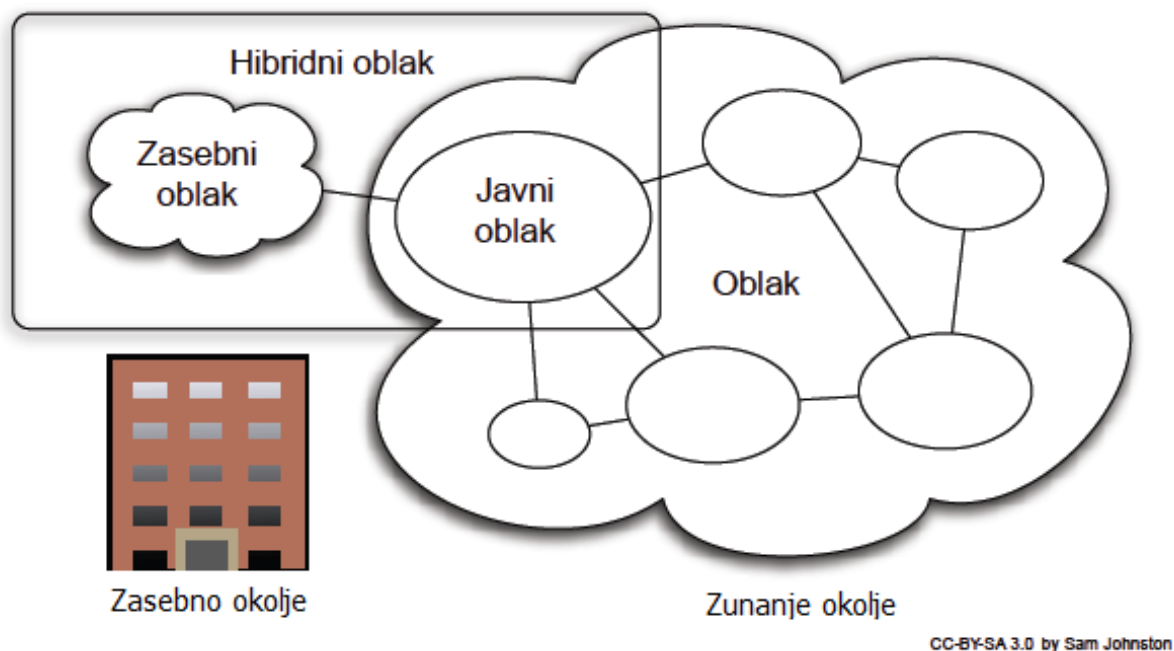 Hibridni oblak
Zasebni
oblak
Javni
oblak
Oblak
Zasebno okolje
Zunanje okolje
CC-BY-SA 3.0 by Sam Johnston